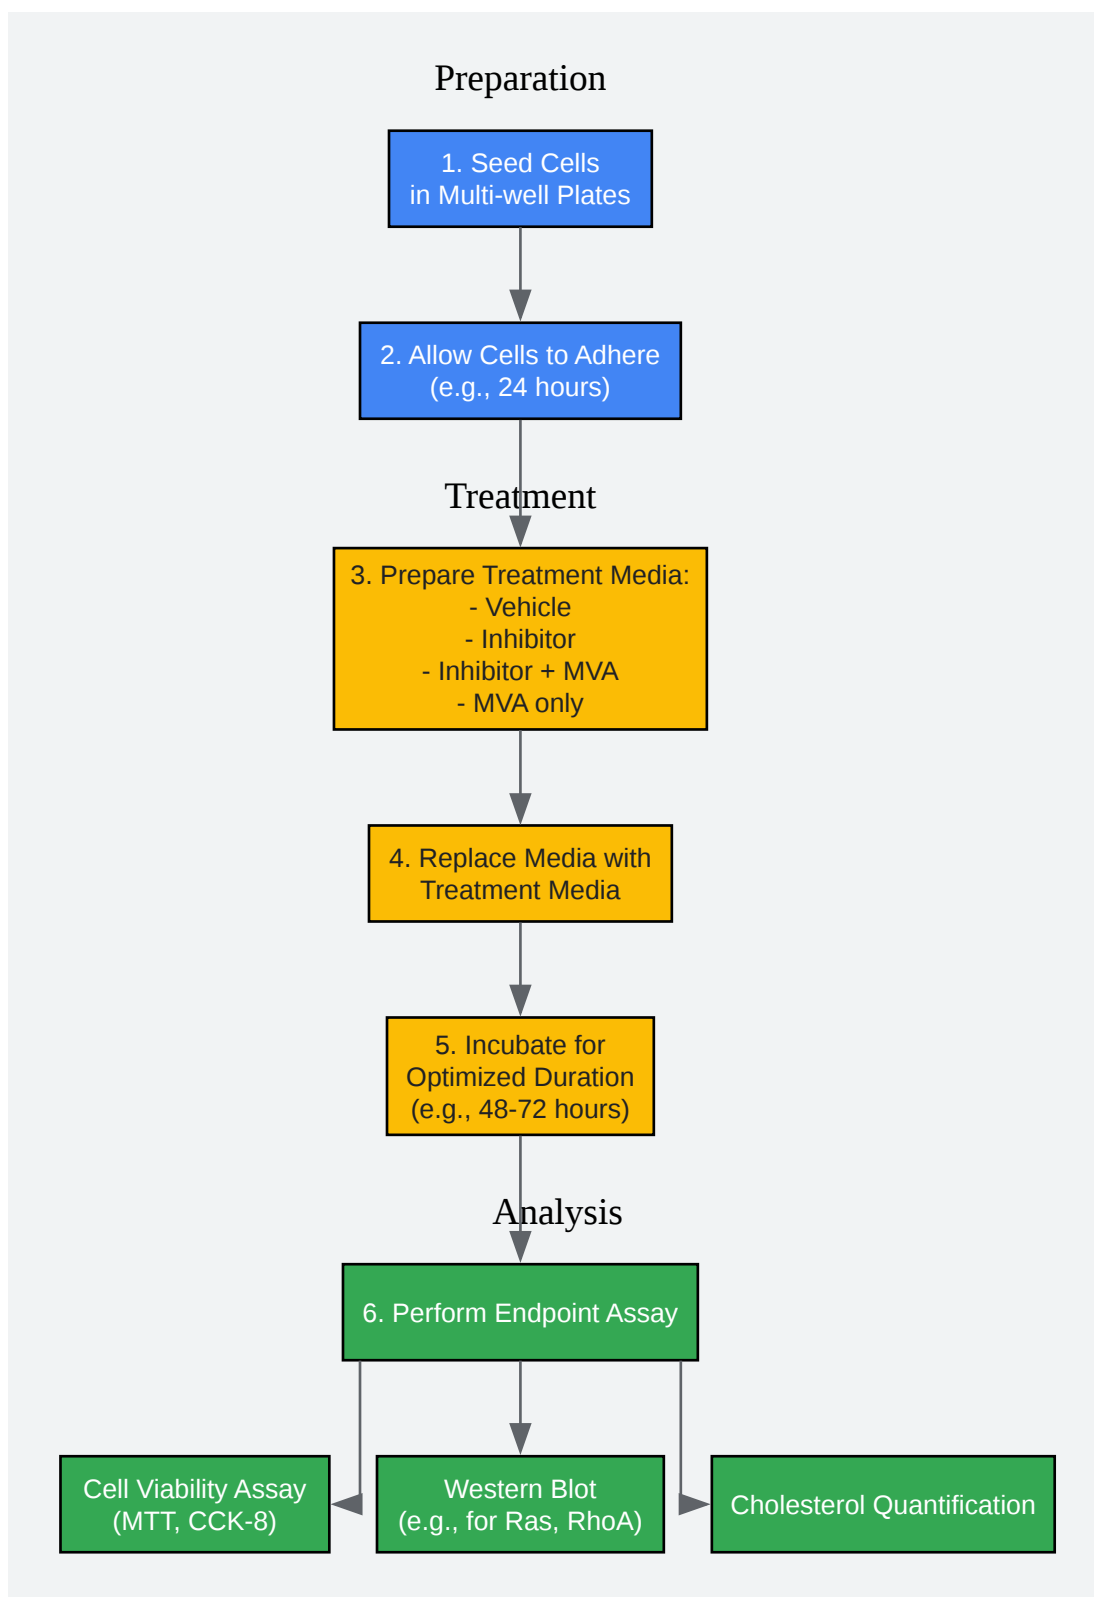 Preparation
1. Seed Cells
in Multi-well Plates
2. Allow Cells to Adhere
(e.g., 24 hours)
Treatment
3. Prepare Treatment Media:
- Vehicle
- Inhibitor
- Inhibitor + MVA
- MVA only
4. Replace Media with
Treatment Media
5. Incubate for
Optimized Duration
(e.g., 48-72 hours)
Analysis
6. Perform Endpoint Assay
Cell Viability Assay
(MTT, CCK-8)
Western Blot
(e.g., for Ras, RhoA)
Cholesterol Quantification